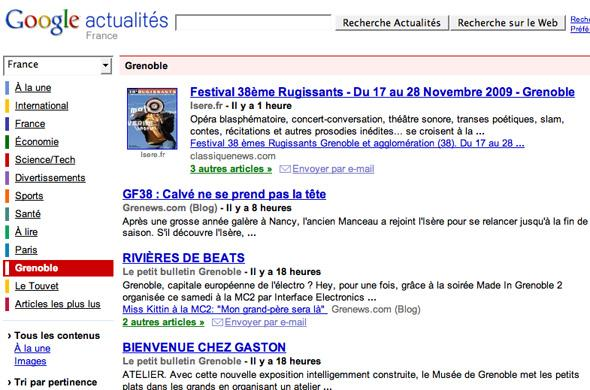 Google actualités
France
Recherche Actualités
Recherche sur le Web
Préfé
France
À la une
International
France
Économie
Science/Tech
Divertissements
Sports
Santé
À lire
Paris
Grenoble
Le Touvet
Articles les plus lus
› Tous les contenus
À la une
Images
› Tri par pertinence
Grenoble
Isere.fr
Festival 38ème Rugissants - Du 17 au 28 Novembre 2009 - Grenoble
Isere.fr - Il y a 1 heure
Opéra blasphématoire, concert-conversation, théâtre sonore, transes poétiques, slam,
contes, récitations et autres prosodies inédites... se croisent à la ...
Festival 38 èmes Rugissants Grenoble et agglomération (38). Du 17 au 28 ...
classiquenews.com
3 autres articles » Envoyer par e-mail
GF38 : Calvé ne se prend pas la tête
Grenews.com (Blog) - Il y a 8 heures
Après une grosse année galère à Nancy, l'ancien Manceau a rejoint l'Isère pour se relancer jusqu'à la fin de
saison. S'il découvre l'Isère, ...
RIVIÈRES DE BEATS
Le petit bulletin Grenoble - Il y a 18 heures
Grenoble, capitale européenne de l'électro ? Hey, pour une fois, grâce à la soirée Made In Grenoble 2
organisée ce samedi à la MC2 par Interface Electronics ...
Miss Kittin à la MC2: "Mon grand-père sera là" Grenews.com (Blog)
2 autres articles » Envoyer par e-mail
BIENVENUE CHEZ GASTON
Le petit bulletin Grenoble - Il y a 18 heures
ATELIER. Avec cette nouvelle exposition intelligemment construite, le Musée de Grenoble met les petits
plats dans les grands en organisant un atelier ...